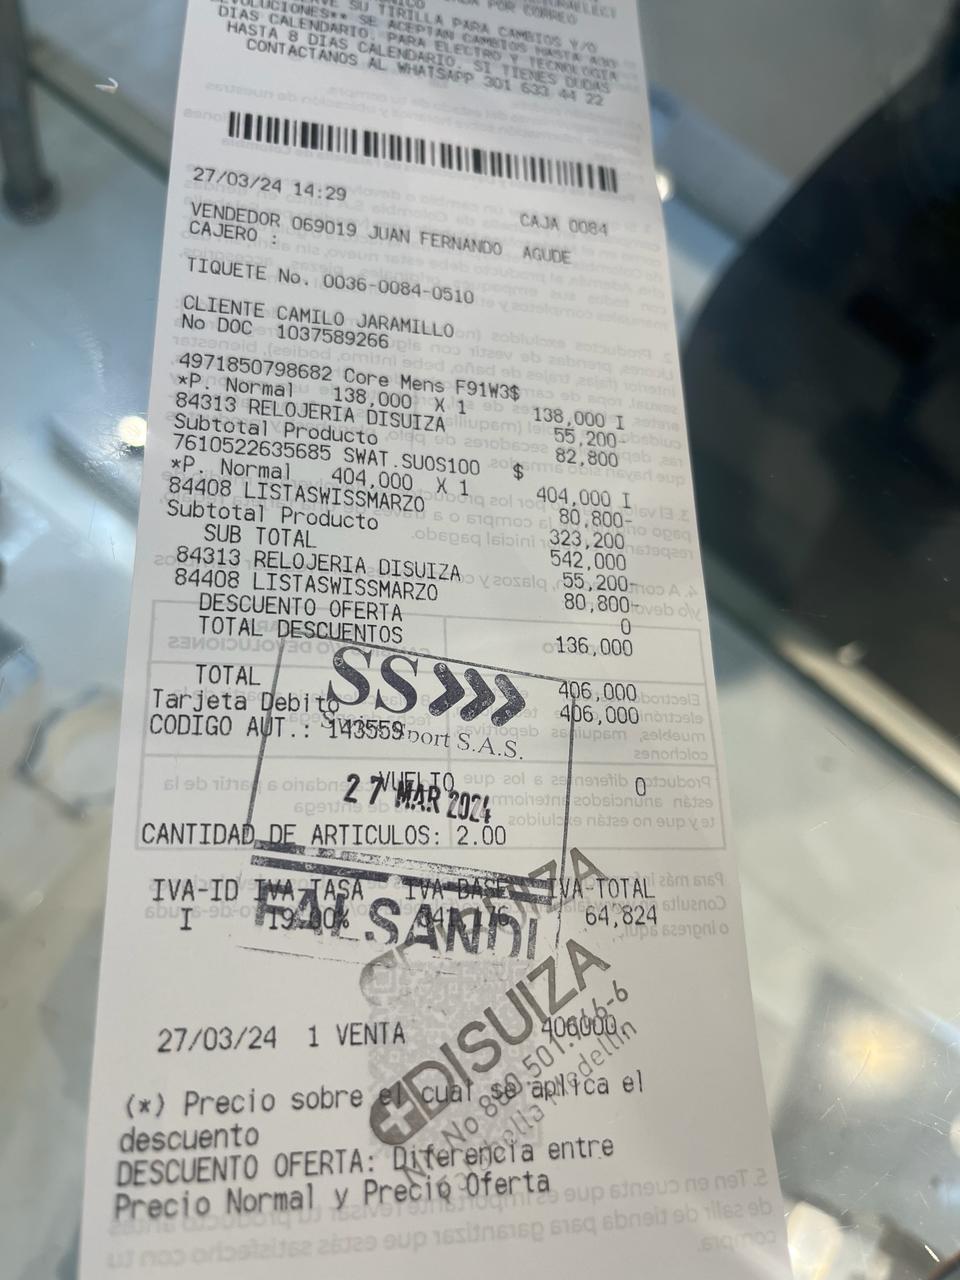 SU TIRILLA PARA CAMBIOS Y/O
DEVOLUCIONES** SE ACEPTAN CAMBIOS HASTA
DIAS CALENDARIO. PARA ELECTRO Y TECNOLOGIA
HASTA 8 DIAS CALENDARIO. SI TIENES DUDAS
CONTACTANOS AL WHATSAPP 301 633 44 22
27/03/24 14:29 CAJA 0084
VENDEDOR 069019 JUAN FERNANDO AGUDE
CAJERO :
TIQUETE No. 0036-0084-0510
CLIENTE CAMILO JARAMILLO
No DOC 1037589266
4971850798682 Core Mens F91W3$
*P. Normal 138,000 X 1 138,000 I
84313 RELOJERIA DISUIZA 55,200-
Subtotal Producto 82,800
7610522635685 SWAT.SUOS100 $
*P. Normal 404,000 X 1 404,000 I
84408 LISTASWISSMARZO 80,800-
Subtotal Producto 323,200
SUB TOTAL 542,000
84313 RELOJERIA DISUIZA 55,200-
84408 LISTASWISSMARZO 80,800-
DESCUENTO OFERTA 0
TOTAL DESCUENTOS 136,000
TOTAL 406,000
Tarjeta Debito 406,000
CODIGO AUT.: 143559
SS
port S.A.S.
VUELTO 0
27 MAR 2024
CANTIDAD DE ARTICULOS: 2.00
IVA-ID IVA-TASA IVA-BASE IVA-TOTAL
I 19.00% 341,176 64,824
FALSANDI
DISUIZA
27/03/24 1 VENTA 406000
(*) Precio sobre el cual se aplica el
descuento
DESCUENTO OFERTA: Diferencia entre
Precio Normal y Precio Oferta